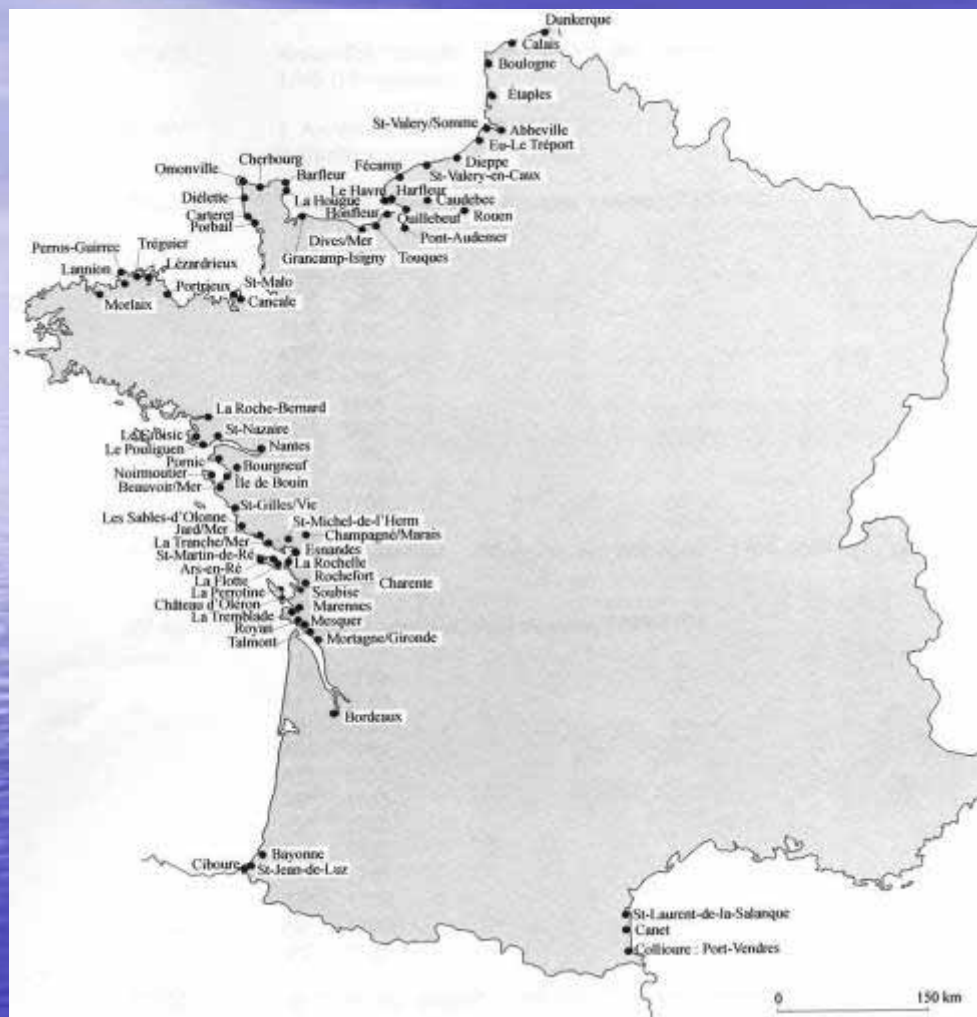 Dunkerque
Calais
Boulogne
Étaples
St-Valery/Somme
Abbeville
Eu-Le Tréport
Dieppe
Fécamp
St-Valery-en-Caux
Cherbourg
Omonville
Barfleur
Le Havre
Harfleur
Diélette
La Hougue
Caudebec
Carteret
Honfleur
Quillebeuf
Rouen
Porbail
Dives/Mer
Pont-Audemer
Grancamp-Isigny
Touques
Perros-Guirrec
Tréguier
Lannion
Lézardrieux
St-Malo
Portrieux
Morlaix
Cancale
La Roche-Bernard
Le Croisic
St-Nazaire
Le Pouliguen
Nantes
Pornic
Bourgneuf
Noirmoutier
Île de Bouin
Beauvoir/Mer
St-Gilles/Vie
Les Sables-d'Olonne
St-Michel-de-l'Herm
Jard/Mer
Champagné/Marais
La Tranche/Mer
Esnandes
St-Martin-de-Ré
La Rochelle
Ars-en-Ré
Rochefort
La Flotte
Charente
La Perrotine
Soubise
Château d'Oléron
Marennes
La Tremblade
Mesquer
Royan
Talmont
Mortagne/Gironde
Bordeaux
Bayonne
Ciboure
St-Jean-de-Luz
St-Laurent-de-la-Salanque
Canet
Collioure : Port-Vendres
0 150 km